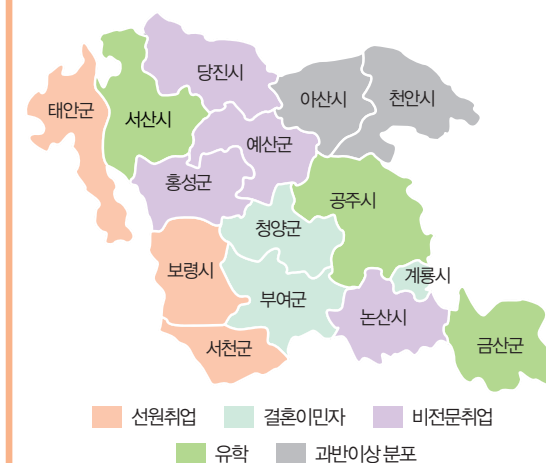 당진시
아산시
천안시
태안군
서산시
예산군
홍성군
공주시
청양군
보령시
계룡시
부여군
논산시
서천군
금산군
선원취업
결혼이민자
비전문취업
유학
과반이상 분포